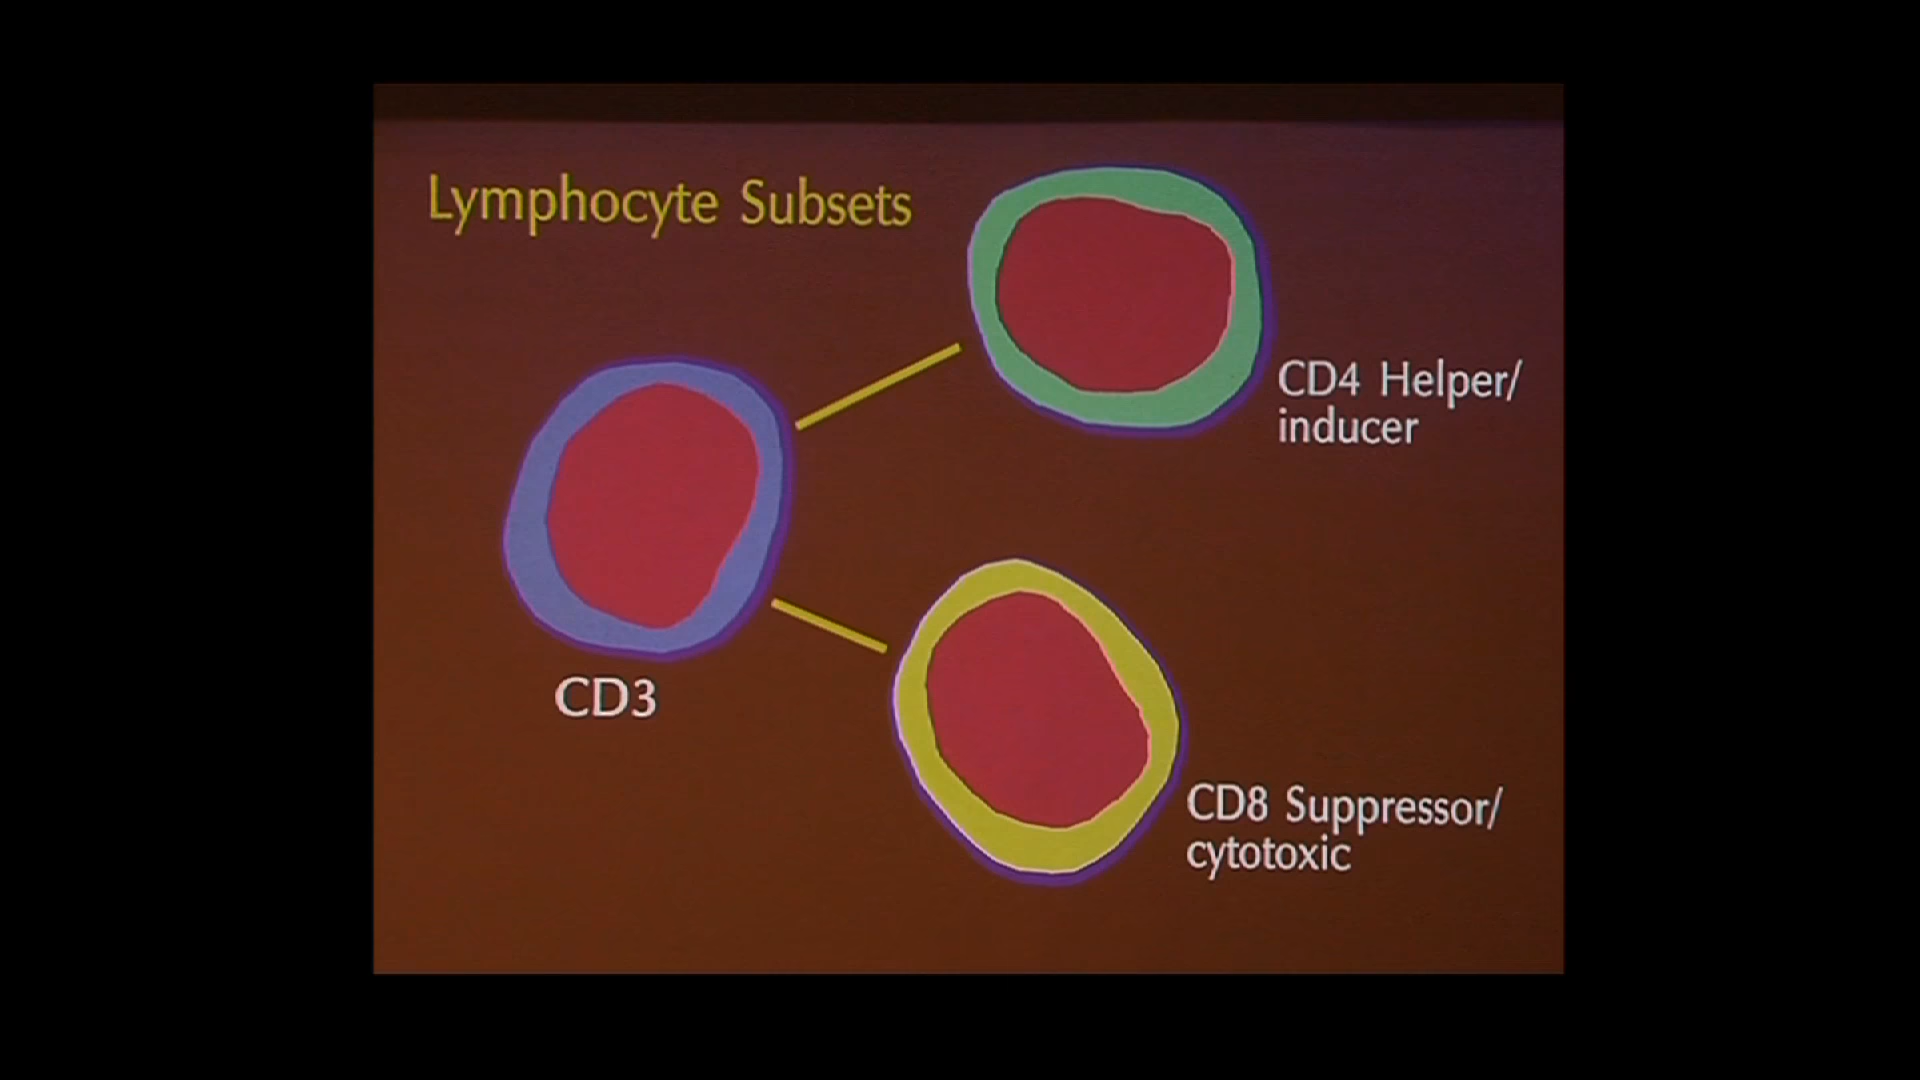 Lymphocyte Subsets
CD4 Helper/
inducer
CD3
CD8 Suppressor/
cytotoxic